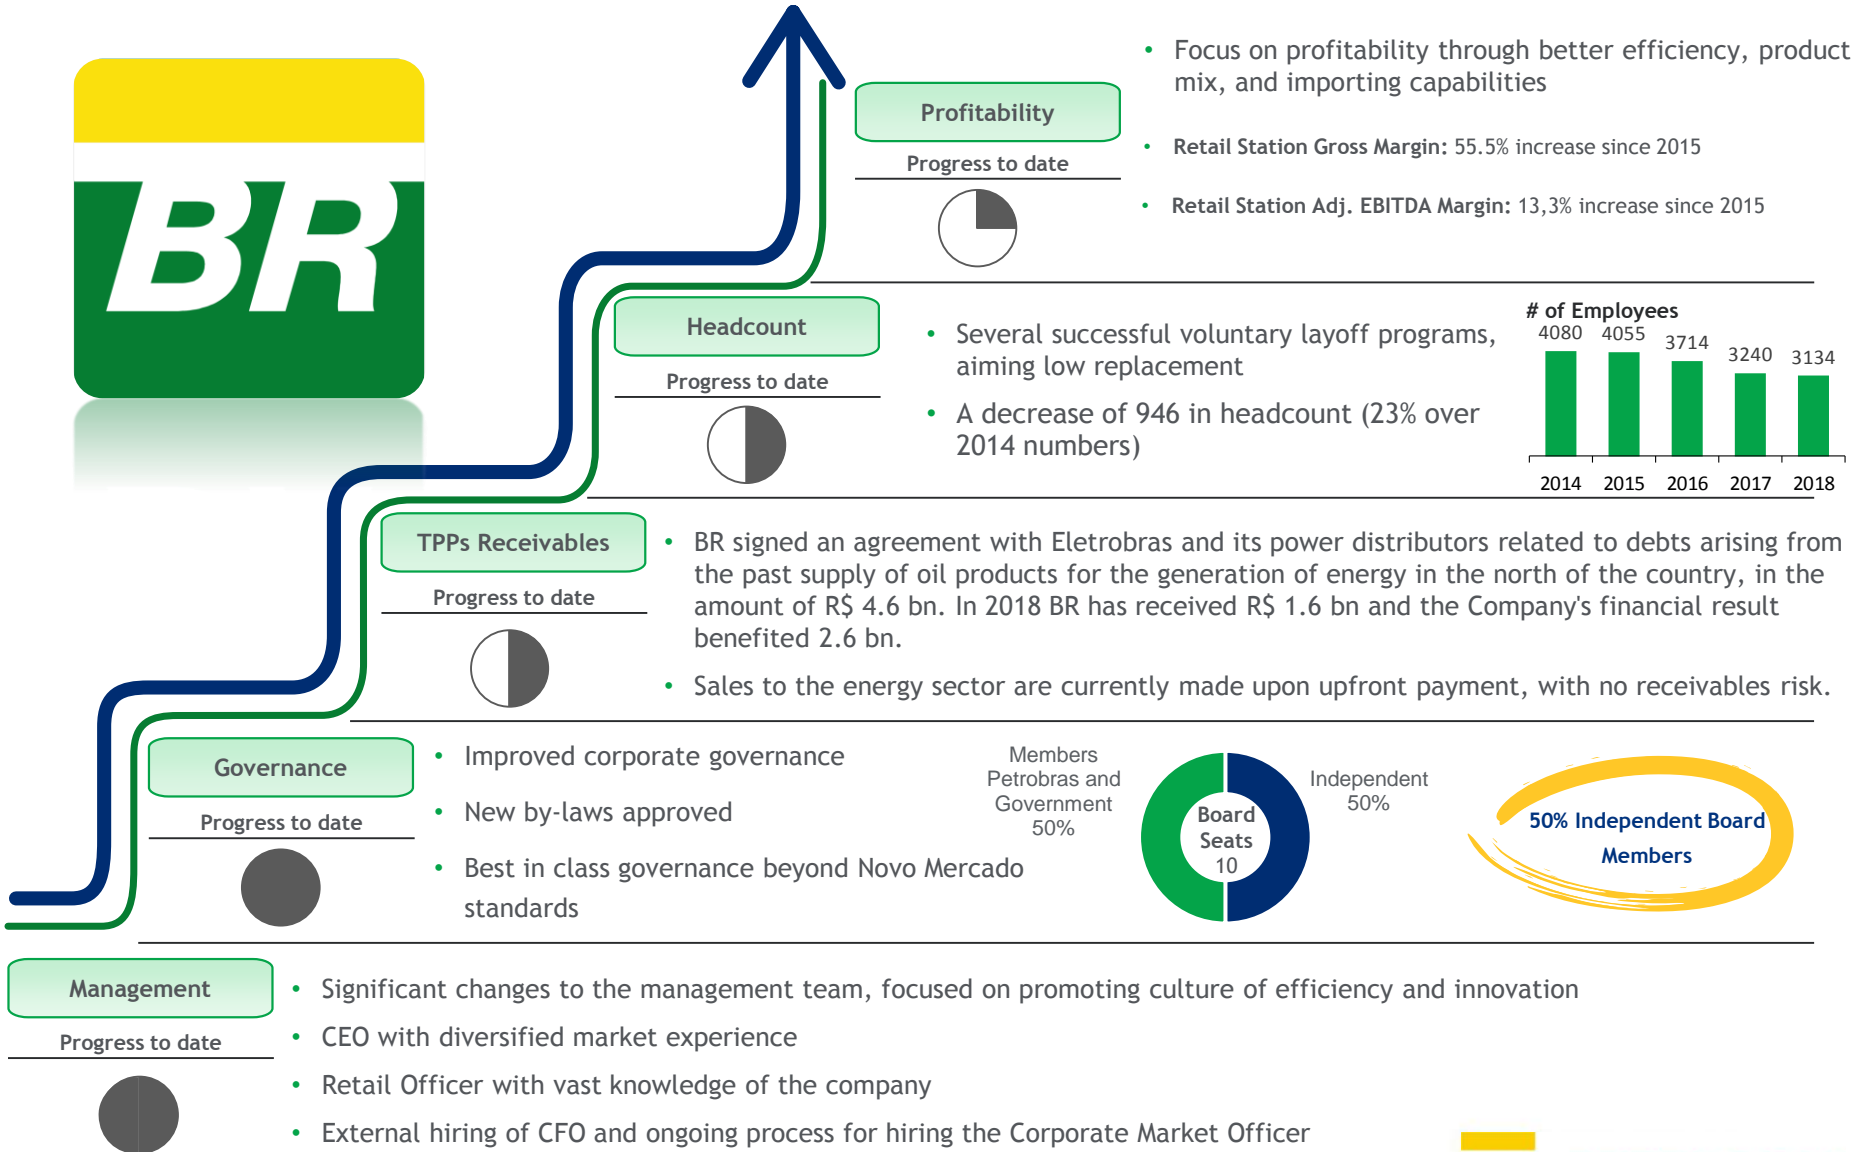 BR
Profitability
Progress to date
• Focus on profitability through better efficiency, product
mix, and importing capabilities
• Retail Station Gross Margin: 55.5% increase since 2015
• Retail Station Adj. EBITDA Margin: 13,3% increase since 2015
Headcount
Progress to date
• Several successful voluntary layoff programs,
aiming low replacement
• A decrease of 946 in headcount (23% over
2014 numbers)
# of Employees
4080 4055 3714 3240 3134
2014 2015 2016 2017 2018
TPPs Receivables
Progress to date
• BR signed an agreement with Eletrobras and its power distributors related to debts arising from
the past supply of oil products for the generation of energy in the north of the country, in the
amount of R$ 4.6 bn. In 2018 BR has received R$ 1.6 bn and the Company's financial result
benefited 2.6 bn.
• Sales to the energy sector are currently made upon upfront payment, with no receivables risk.
Governance
Progress to date
• Improved corporate governance
• New by-laws approved
• Best in class governance beyond Novo Mercado
standards
Members
Petrobras and
Government
50%
Board
Seats
10
Independent
50%
50% Independent Board
Members
Management
Progress to date
• Significant changes to the management team, focused on promoting culture of efficiency and innovation
• CEO with diversified market experience
• Retail Officer with vast knowledge of the company
• External hiring of CFO and ongoing process for hiring the Corporate Market Officer